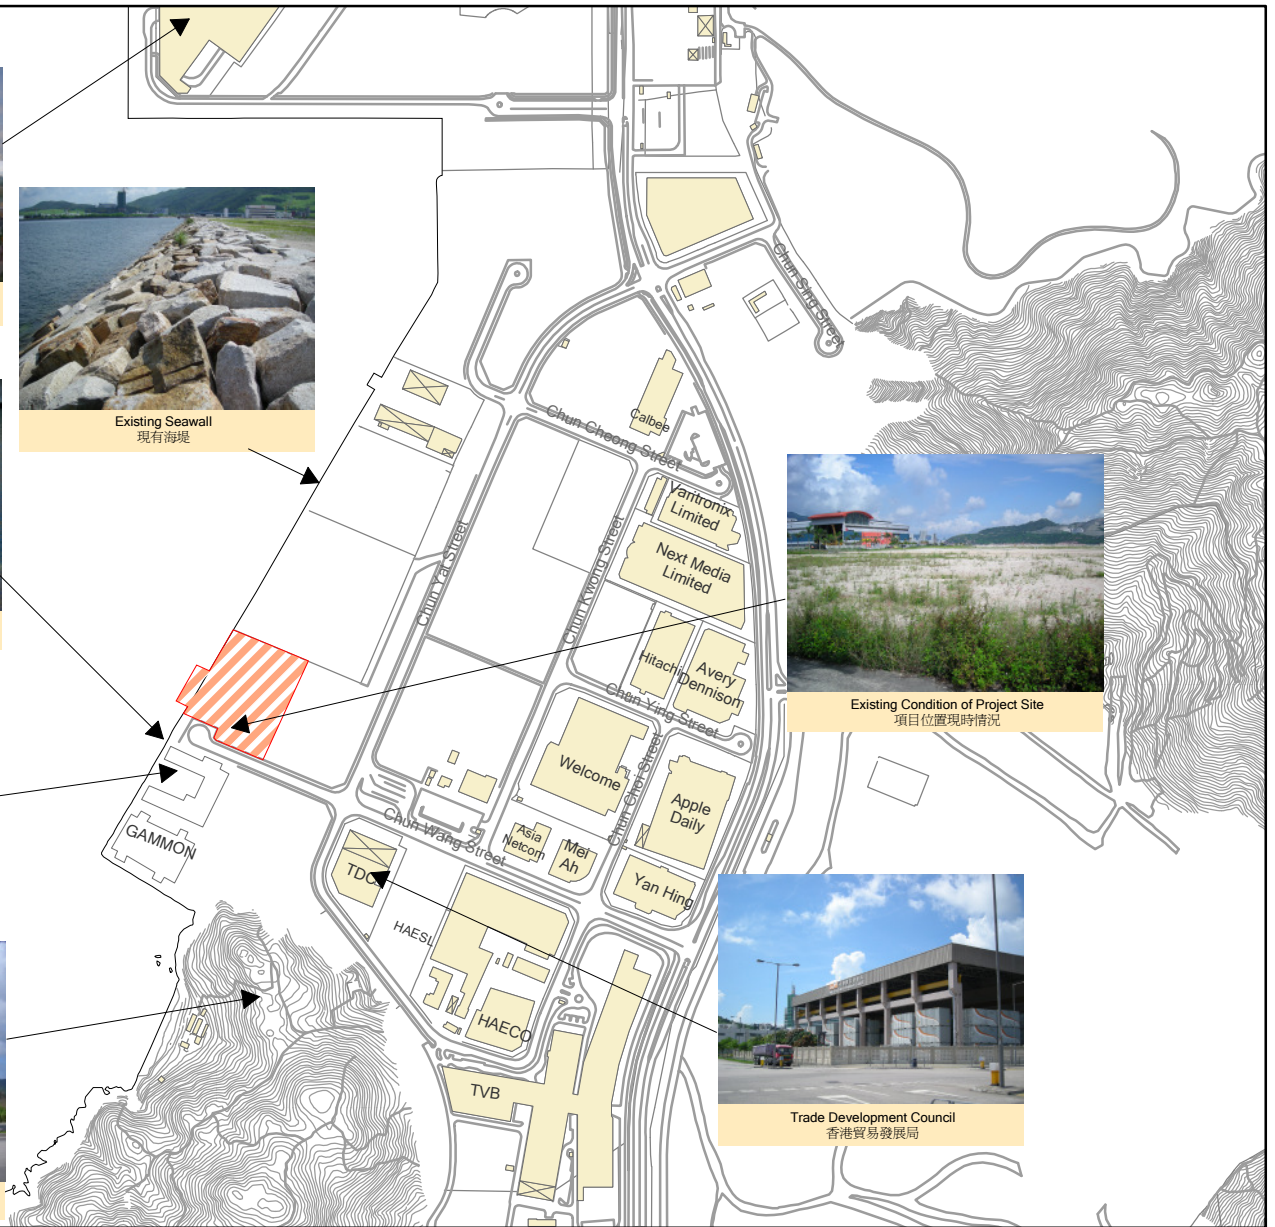 Chun Sing Street
Existing Seawall
現有海堤
Calbee
Chun Cheong Street
Vantronix
Limited
Next Media
Limited
Chun Yat Street
Chun Kwong Street
Hitachi
Avery
Dennison
Chun Ying Street
Existing Condition of Project Site
項目位置現時情況
Welcome
Chun Choi Street
Apple
Daily
Chun Wang Street
Asia
Netcom
Mei
Ah
GAMMON
TDC
Yan Hing
HAESL
HAECO
TVB
Trade Development Council
香港貿易發展局